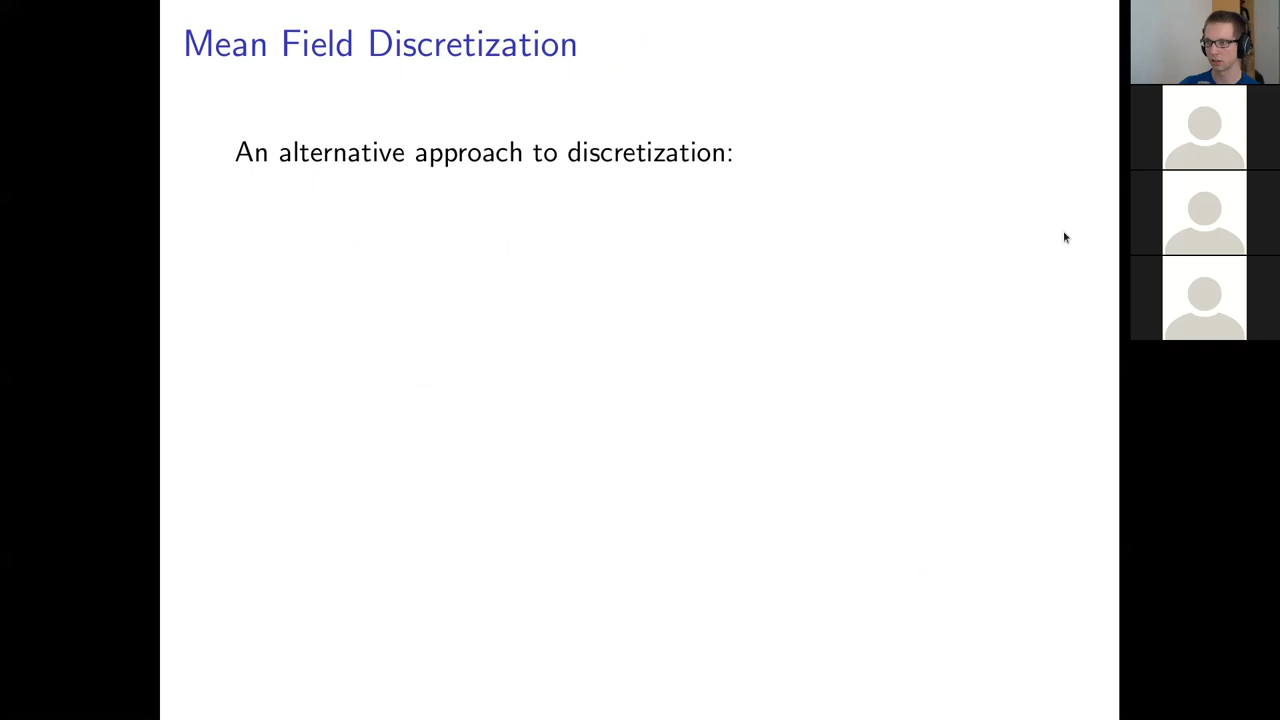 Mean Field Discretization
An alternative approach to discretization: